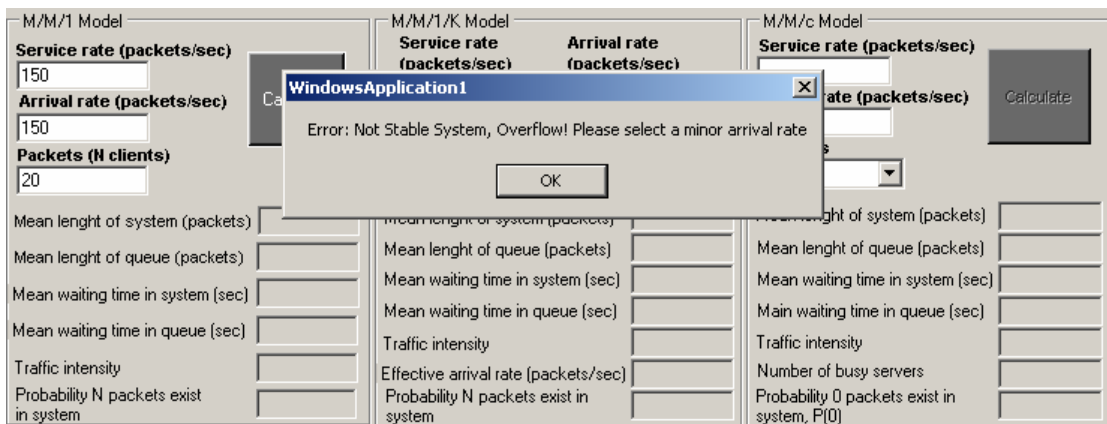 M/M/1 Model
Service rate (packets/sec)
150
Arrival rate (packets/sec)
150
Packets (N clients)
20
Mean lenght of system (packets)
Mean lenght of queue (packets)
Mean waiting time in system (sec)
Mean waiting time in queue (sec)
Traffic intensity
Probability N packets exist
in system
M/M/1/K Model
Service rate Arrival rate
(packets/sec) (packets/sec)
WindowsApplication1
Error: Not Stable System, Overflow! Please select a minor arrival rate
OK
Mean lenght of system (packets)
Mean lenght of queue (packets)
Mean waiting time in system (sec)
Mean waiting time in queue (sec)
Traffic intensity
Effective arrival rate (packets/sec)
Probability N packets exist in
system
M/M/c Model
Service rate (packets/sec)
rate (packets/sec)
Calculate
lenght of system (packets)
Mean lenght of queue (packets)
Mean waiting time in system (sec)
Main waiting time in queue (sec)
Traffic intensity
Number of busy servers
Probability 0 packets exist in
system, P(0)